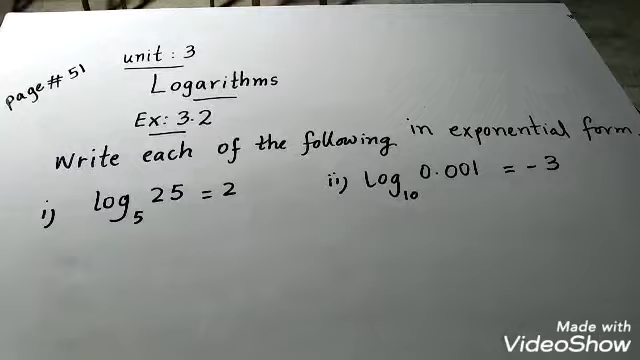 page # 51
unit : 3
Logarithms
Ex: 3.2
Write each of the following in exponential form.
i) log₅ 25 = 2
ii) Log₁₀ 0.001 = -3
Made with
VideoShow